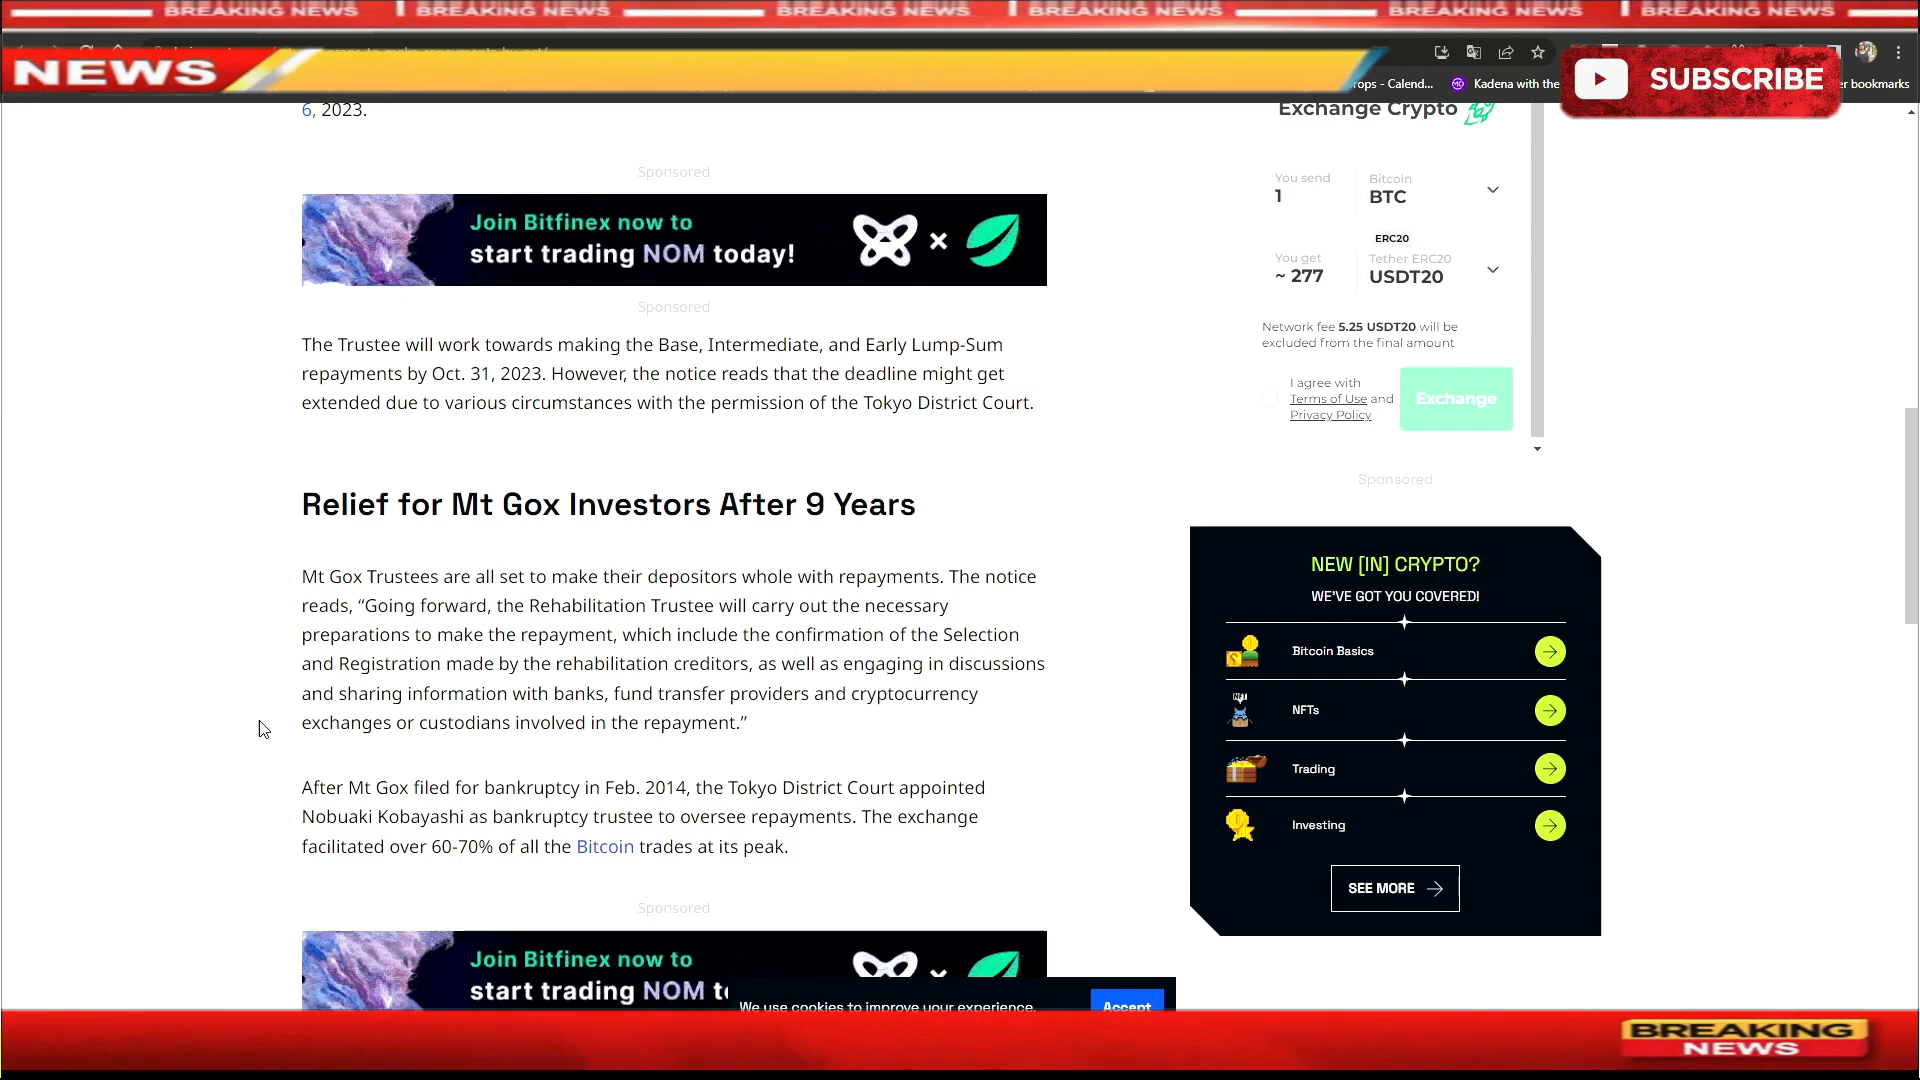 BREAKING NEWS BREAKING NEWS BREAKING NEWS BREAKING NEWS BREAKING NEWS BREAKING NEWS
NEWS
SUBSCRIBE
rops - Calend...
Kadena with the
er bookmarks
6, 2023.
Sponsored
Join Bitfinex now to
start trading NOM today!
Sponsored
The Trustee will work towards making the Base, Intermediate, and Early Lump-Sum
repayments by Oct. 31, 2023. However, the notice reads that the deadline might get
extended due to various circumstances with the permission of the Tokyo District Court.
Relief for Mt Gox Investors After 9 Years
Mt Gox Trustees are all set to make their depositors whole with repayments. The notice
reads, “Going forward, the Rehabilitation Trustee will carry out the necessary
preparations to make the repayment, which include the confirmation of the Selection
and Registration made by the rehabilitation creditors, as well as engaging in discussions
and sharing information with banks, fund transfer providers and cryptocurrency
exchanges or custodians involved in the repayment.”
After Mt Gox filed for bankruptcy in Feb. 2014, the Tokyo District Court appointed
Nobuaki Kobayashi as bankruptcy trustee to oversee repayments. The exchange
facilitated over 60-70% of all the Bitcoin trades at its peak.
Sponsored
Join Bitfinex now to
start trading NOM
We use cookies to improve your experience.
Accept
Exchange Crypto
You send
1
Bitcoin
BTC
ERC20
You get
~ 277
Tether ERC20
USDT20
Network fee 5.25 USDT20 will be
excluded from the final amount
I agree with
Terms of Use and
Privacy Policy
Exchange
Sponsored
NEW [IN] CRYPTO?
WE'VE GOT YOU COVERED!
Bitcoin Basics
NFT
NFTs
Trading
Investing
SEE MORE
BREAKING
NEWS